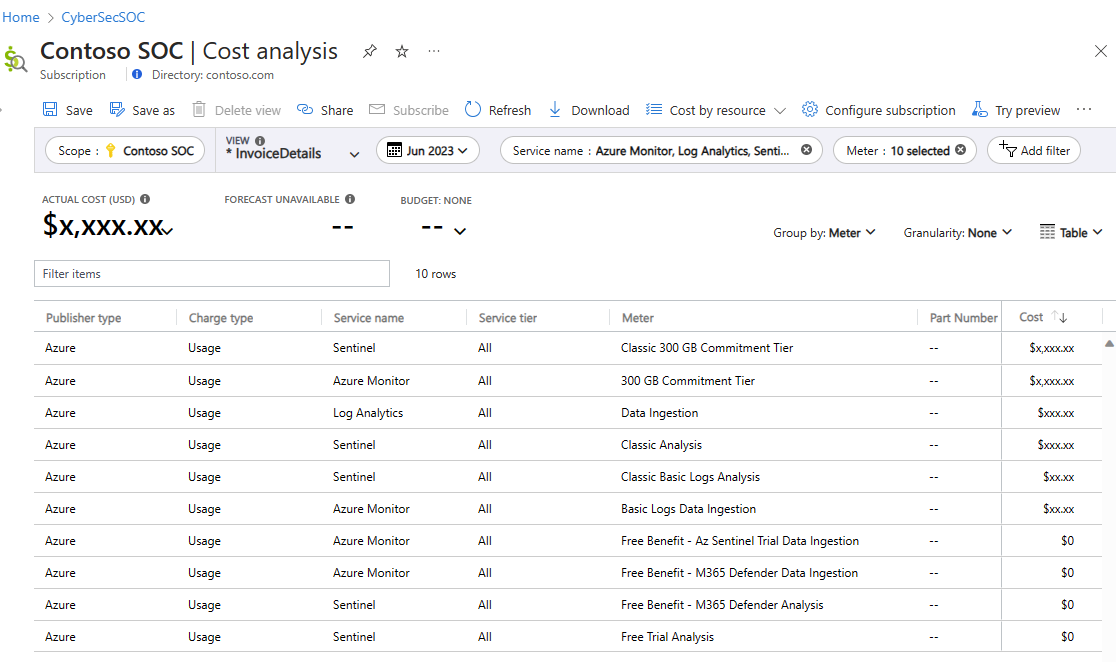 Home > CyberSecSOC
Contoso SOC | Cost analysis
Subscription Directory: contoso.com
Save Save as Delete view Share Subscribe Refresh Download Cost by resource Configure subscription Try preview
Scope : Contoso SOC
VIEW
* InvoiceDetails
Jun 2023
Service name : Azure Monitor, Log Analytics, Senti...
Meter : 10 selected
Add filter
ACTUAL COST (USD) FORECAST UNAVAILABLE BUDGET: NONE
$x,xxx.xx -- --
Group by: Meter Granularity: None Table
Filter items 10 rows
Publisher type Charge type Service name Service tier Meter Part Number Cost
Azure Usage Sentinel All Classic 300 GB Commitment Tier -- $x,xxx.xx
Azure Usage Azure Monitor All 300 GB Commitment Tier -- $x,xxx.xx
Azure Usage Log Analytics All Data Ingestion -- $xxx.xx
Azure Usage Sentinel All Classic Analysis -- $xxx.xx
Azure Usage Sentinel All Classic Basic Logs Analysis -- $xx.xx
Azure Usage Azure Monitor All Basic Logs Data Ingestion -- $xx.xx
Azure Usage Azure Monitor All Free Benefit - Az Sentinel Trial Data Ingestion -- $0
Azure Usage Azure Monitor All Free Benefit - M365 Defender Data Ingestion -- $0
Azure Usage Sentinel All Free Benefit - M365 Defender Analysis -- $0
Azure Usage Sentinel All Free Trial Analysis -- $0